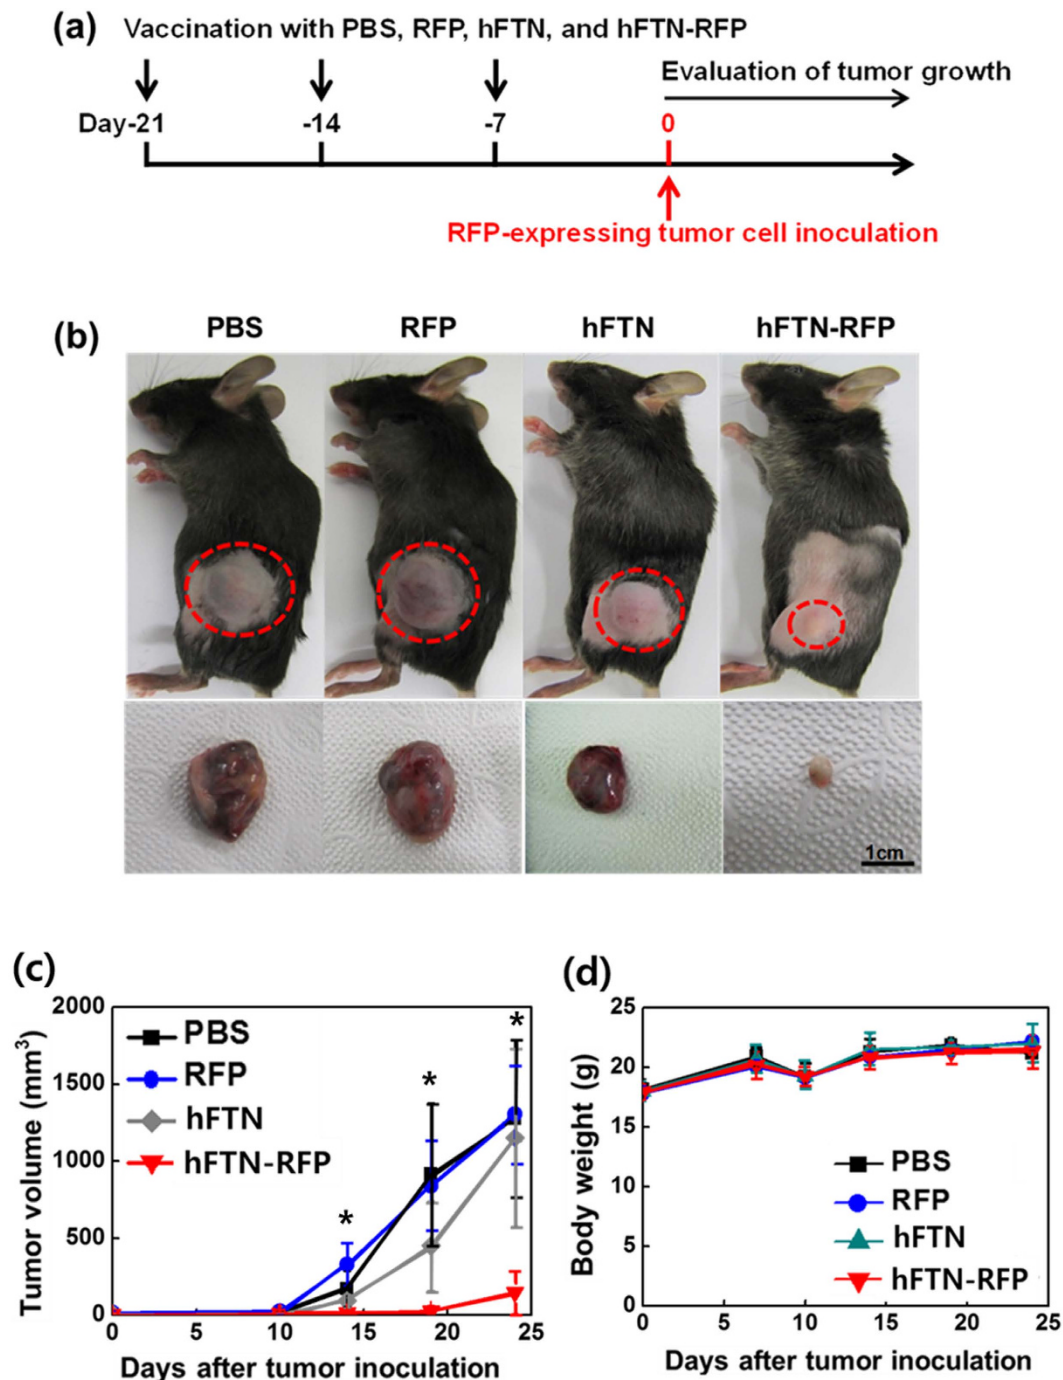 (a) Vaccination with PBS, RFP, hFTN, and hFTN-RFP
Evaluation of tumor growth
Day-21 -14 -7 0
RFP-expressing tumor cell inoculation
(b) PBS RFP hFTN hFTN-RFP
1cm
(c)
2000
1500
1000
500
0
Tumor volume (mm³)
PBS
RFP
hFTN
hFTN-RFP
*
*
*
0 5 10 15 20 25
Days after tumor inoculation
(d)
25
20
15
10
5
0
Body weight (g)
PBS
RFP
hFTN
hFTN-RFP
0 5 10 15 20 25
Days after tumor inoculation